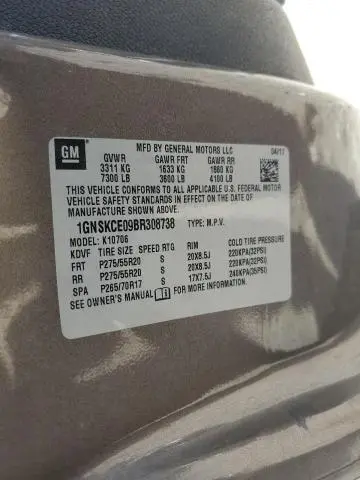 GM
MFD BY GENERAL MOTORS LLC 04/11
GVWR GAWR FRT GAWR RR
3311 KG 1633 KG 1860 KG
7300 LB 3600 LB 4100 LB
THIS VEHICLE CONFORMS TO ALL APPLICABLE U.S. FEDERAL MOTOR
VEHICLE SAFETY STANDARDS IN EFFECT ON THE DATE OF
MANUFACTURE SHOWN ABOVE.
1GNSKCE09BR308738 TYPE: M.P.V.
MODEL: K10706
KDVF TIRE SIZE SPEED RTG RIM COLD TIRE PRESSURE
FRT P275/55R20 S 20X8.5J 220KPA(32PSI)
RR P275/55R20 S 20X8.5J 220KPA(32PSI)
SPA P265/70R17 S 17X7.5J 240KPA(35PSI)
SEE OWNER'S MANUAL FOR MORE INFORMATION.